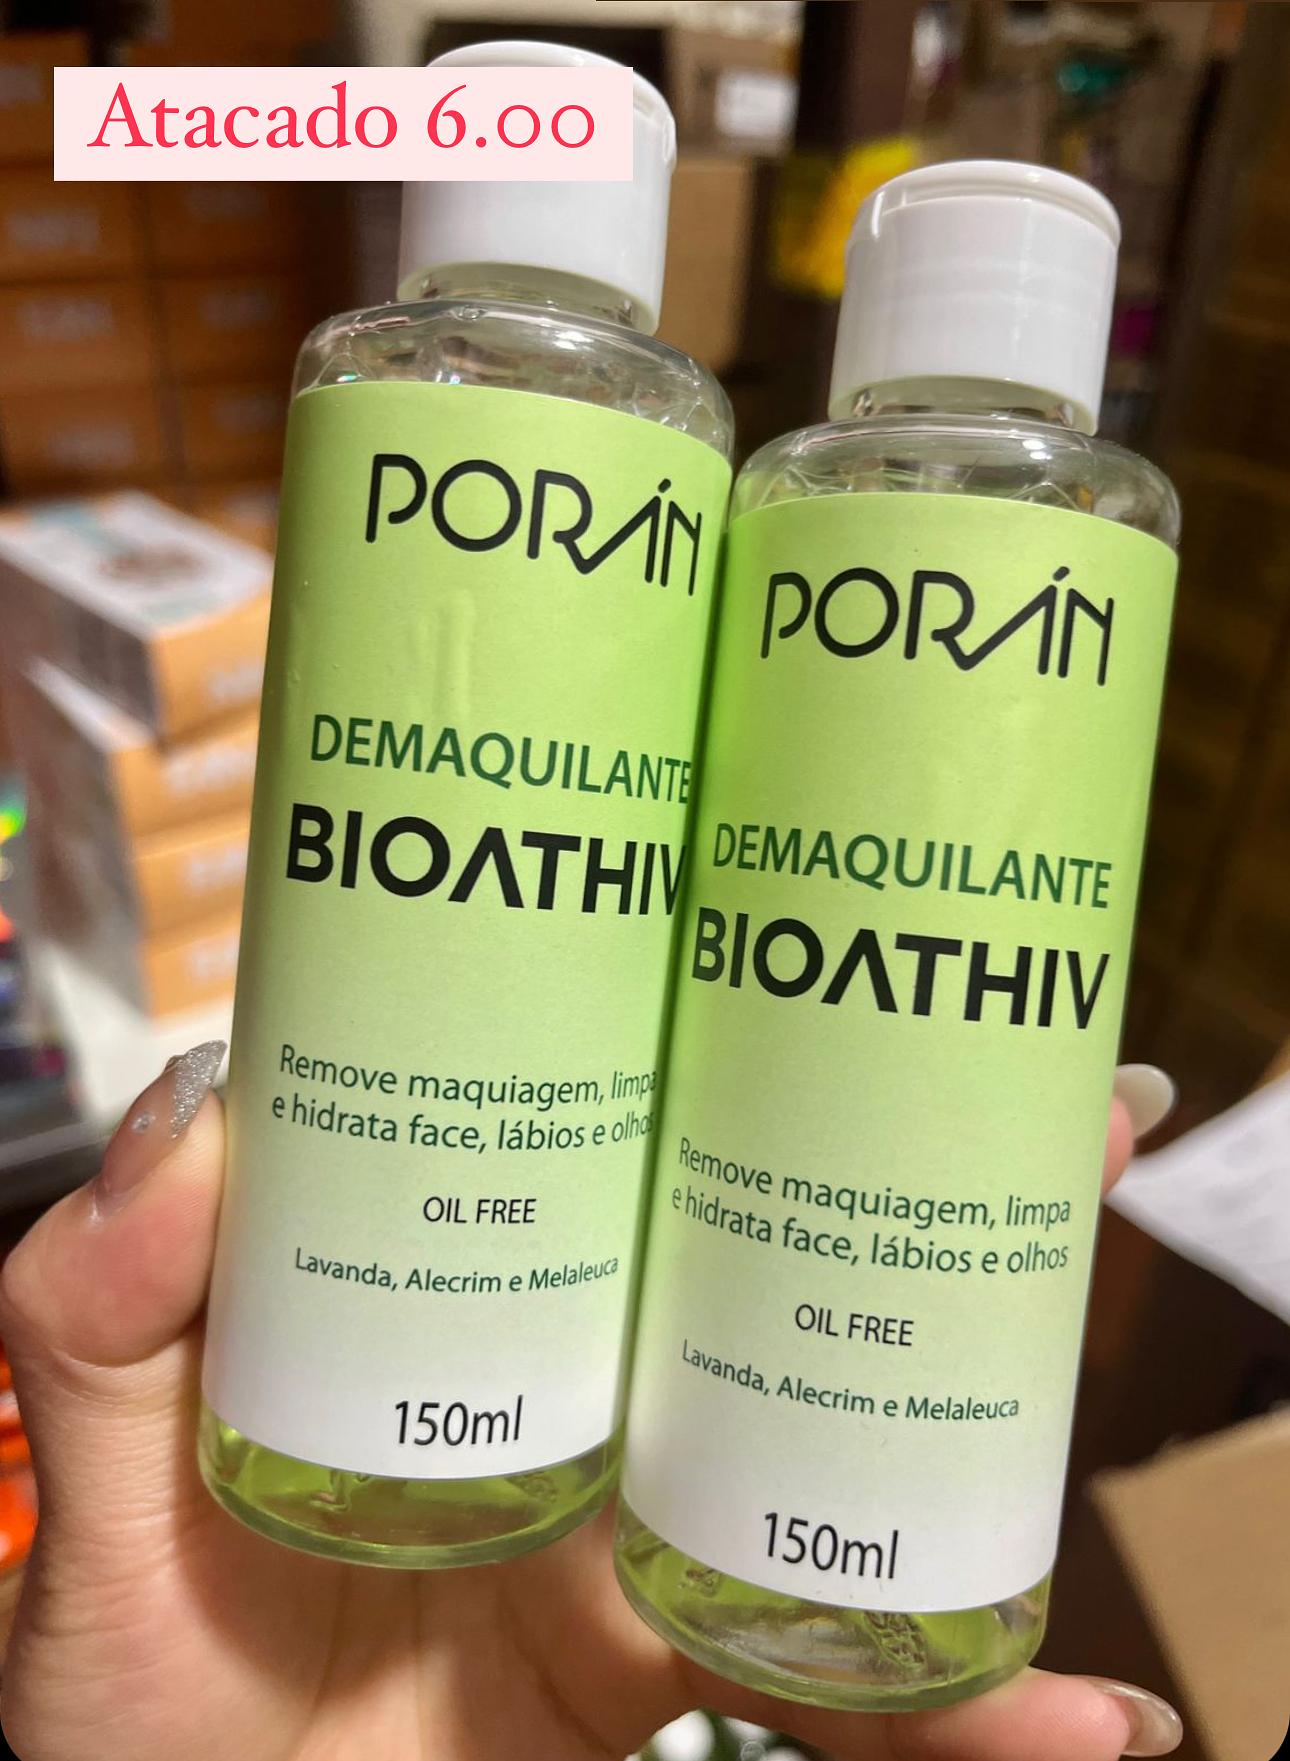 Atacado 6.00
PORÁN
DEMAQUILANTE
BIOATHIV
Remove maquiagem, limpa
e hidrata face, lábios e olhos
OIL FREE
Lavanda, Alecrim e Melaleuca
150ml
PORÁN
DEMAQUILANTE
BIOATHIV
Remove maquiagem, limpa
e hidrata face, lábios e olhos
OIL FREE
Lavanda, Alecrim e Melaleuca
150ml